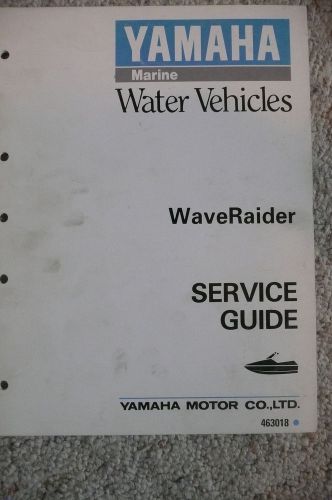 YAMAHA
Marine
Water Vehicles
WaveRaider
SERVICE
GUIDE
YAMAHA MOTOR CO.,LTD.
463018